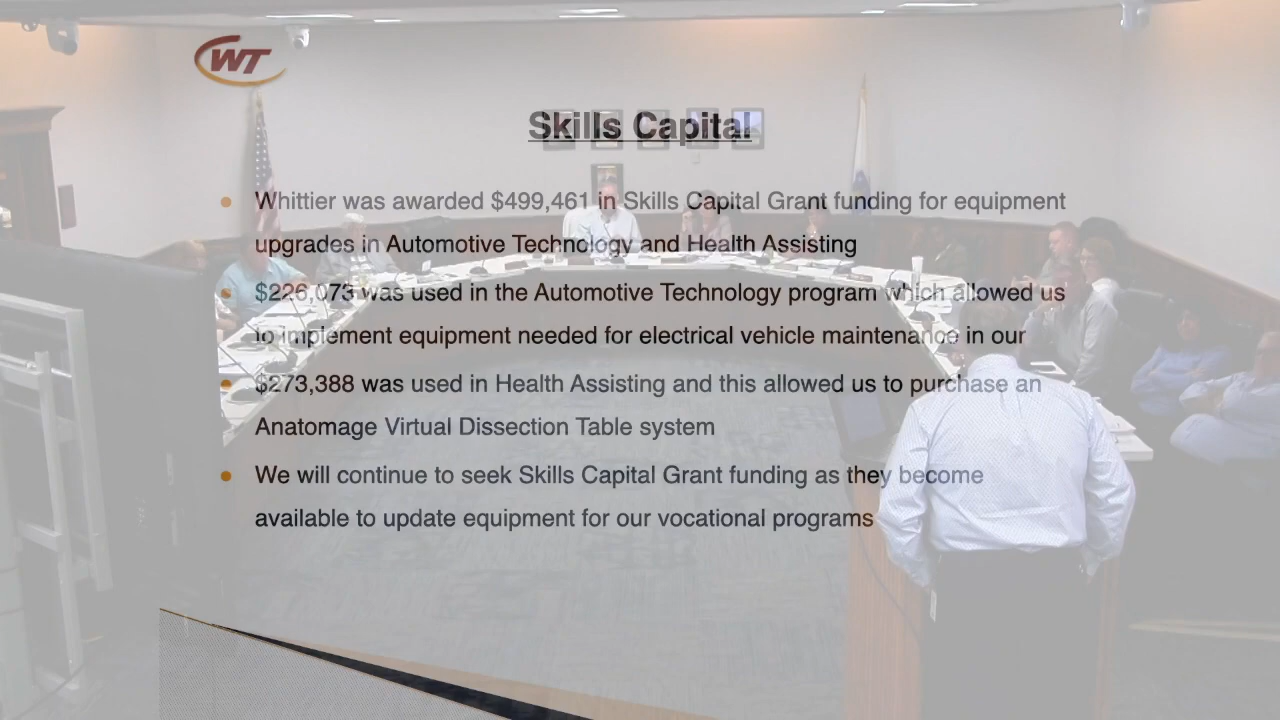 WT
Skills Capital
Whittier was awarded $499,461 in Skills Capital Grant funding for equipment
upgrades in Automotive Technology and Health Assisting
$226,073 was used in the Automotive Technology program which allowed us
to implement equipment needed for electrical vehicle maintenance in our
$273,388 was used in Health Assisting and this allowed us to purchase an
Anatomage Virtual Dissection Table system
We will continue to seek Skills Capital Grant funding as they become
available to update equipment for our vocational programs